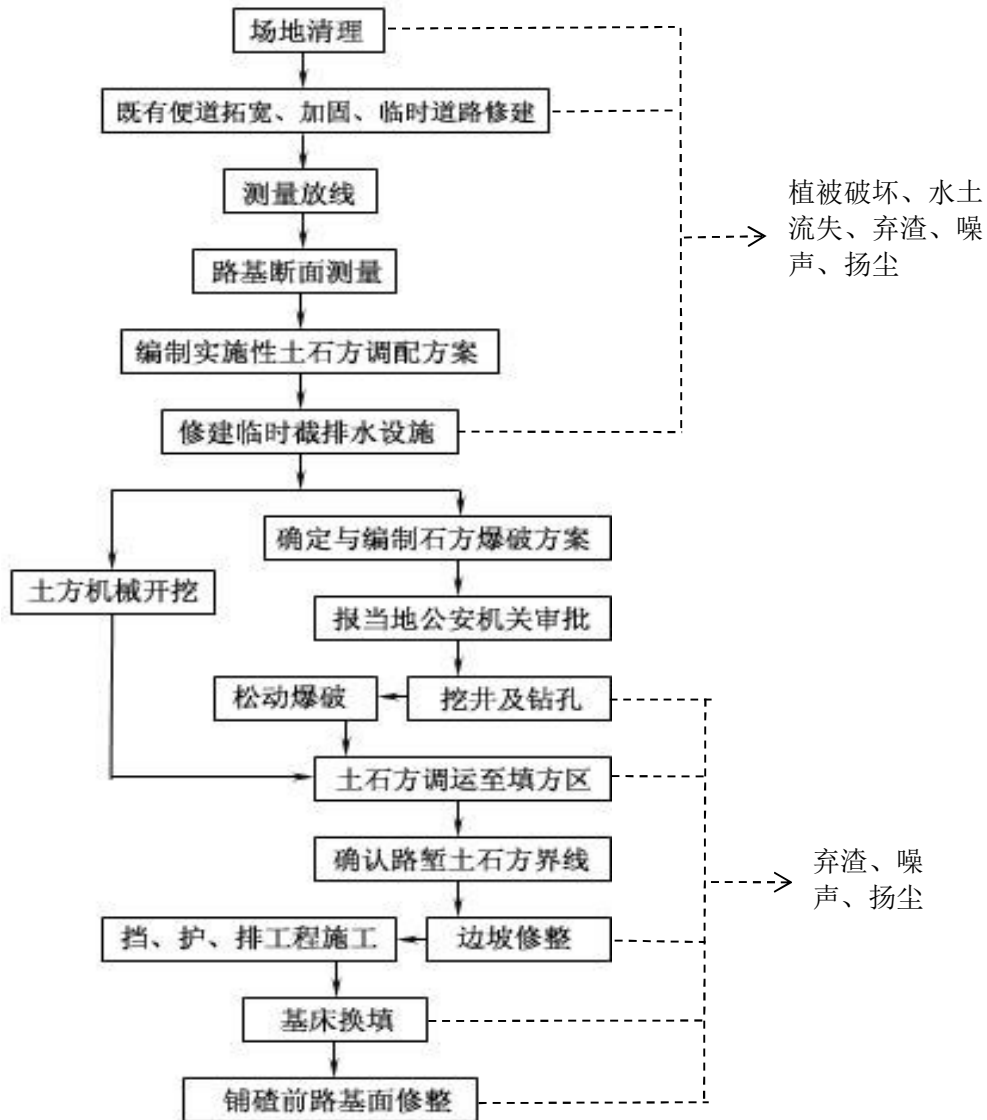 场地清理
既有便道拓宽、加固、临时道路修建
测量放线
路基断面测量
编制实施性土石方调配方案
修建临时截排水设施
植被破坏、水土
流失、弃渣、噪
声、扬尘
确定与编制石方爆破方案
土方机械开挖
报当地公安机关审批
松动爆破
挖井及钻孔
土石方调运至填方区
确认路堑土石方界线
弃渣、噪
声、扬尘
挡、护、排工程施工
边坡修整
基床换填
铺碴前路基面修整